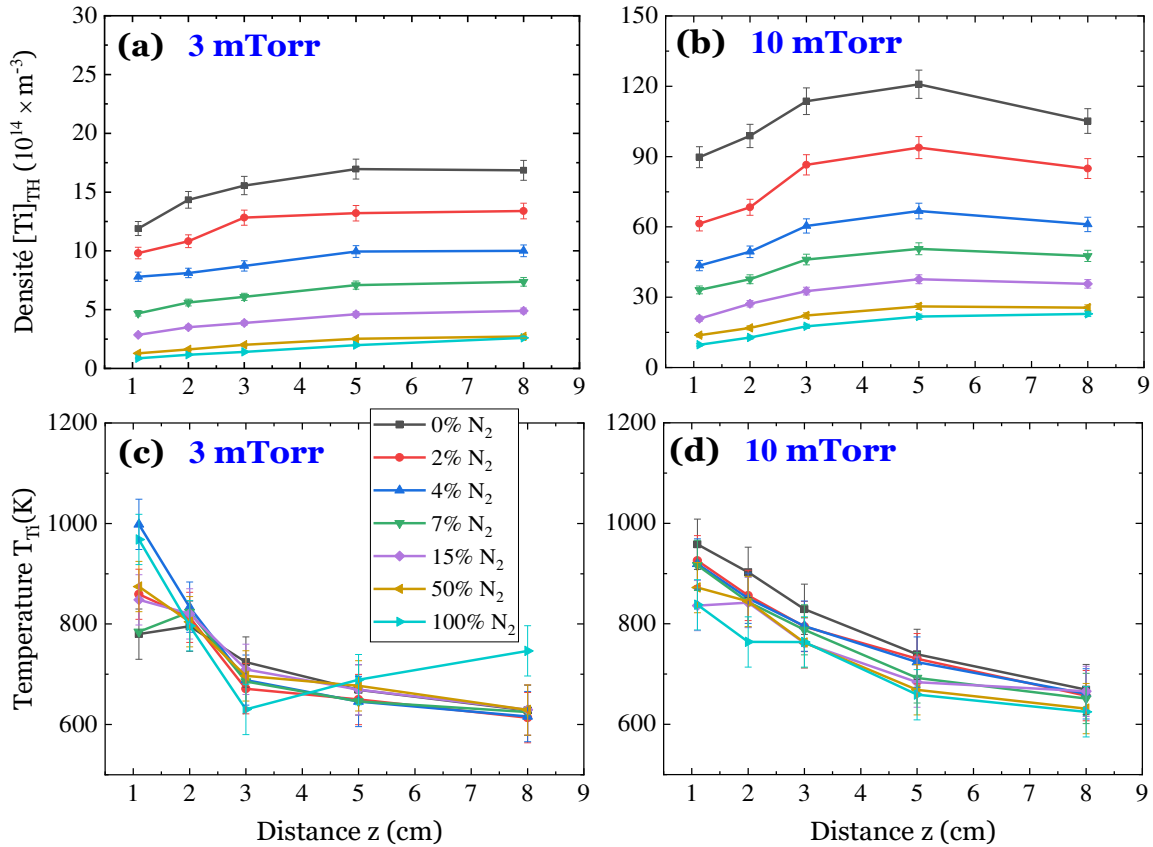 (a) 3 mTorr
(b) 10 mTorr
Densité [Ti]TH (10^14 × m^-3)
30
25
20
15
10
5
0
150
120
90
60
30
0
1 2 3 4 5 6 7 8 9
1 2 3 4 5 6 7 8 9
(c) 3 mTorr
(d) 10 mTorr
0% N2
2% N2
4% N2
7% N2
15% N2
50% N2
100% N2
Temperature TTi(K)
1200
1000
800
600
1200
1000
800
600
1 2 3 4 5 6 7 8 9
1 2 3 4 5 6 7 8 9
Distance z (cm)
Distance z (cm)